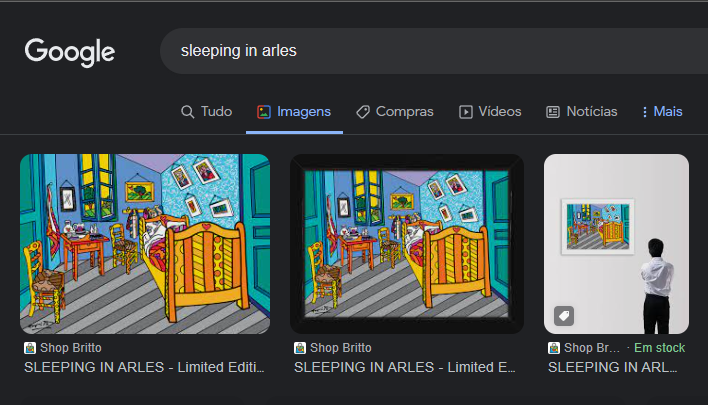 Google
sleeping in arles
Tudo
Imagens
Compras
Vídeos
Notícias
Mais
Shop Britto
SLEEPING IN ARLES - Limited Editi...
Shop Britto
SLEEPING IN ARLES - Limited E...
Shop Br... · Em stock
SLEEPING IN ARL...